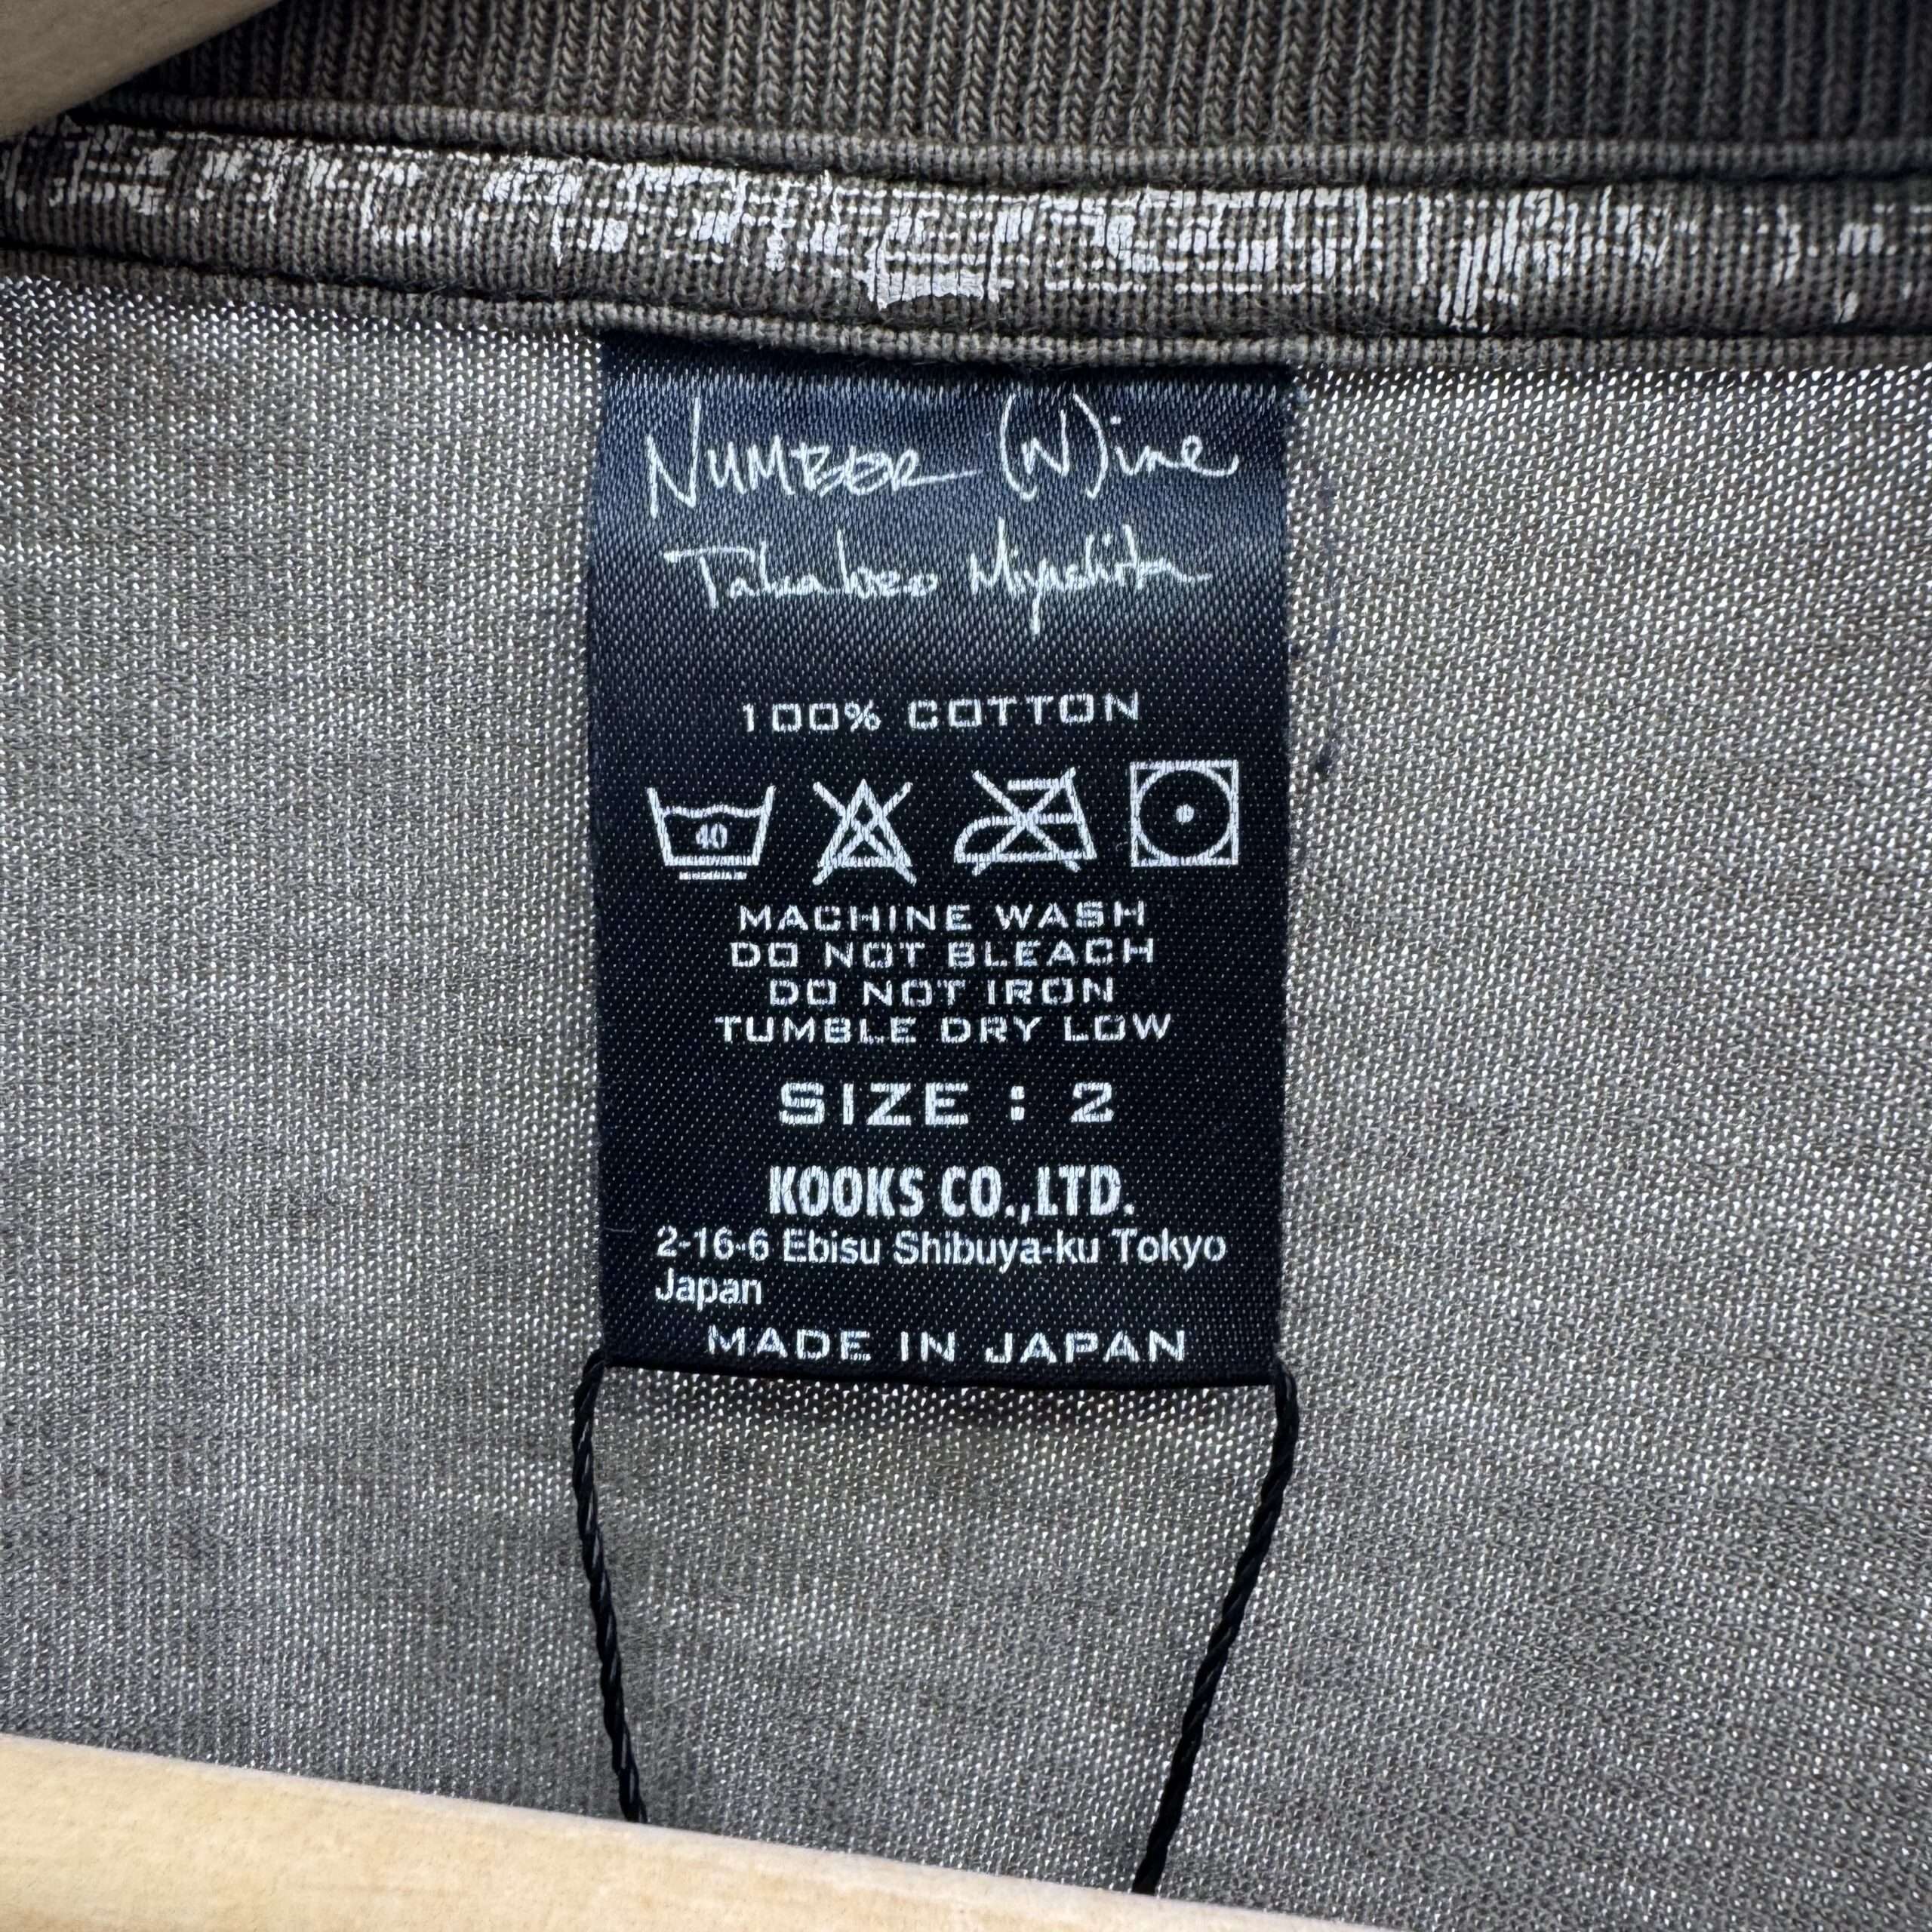 NUMBER (N)ine
Takahiro Miyashita
100% COTTON
40
MACHINE WASH
DO NOT BLEACH
DO NOT IRON
TUMBLE DRY LOW
SIZE : 2
KOOKS CO.,LTD.
2-16-6 Ebisu Shibuya-ku Tokyo
Japan
MADE IN JAPAN